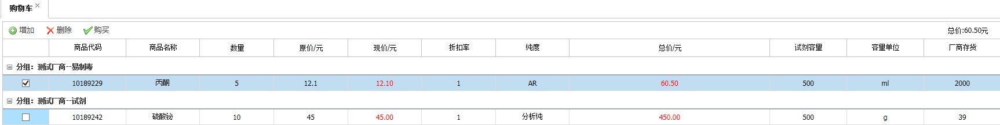 购物车
增加 删除 购买 总价:60.50元
商品代码 商品名称 数量 原价/元 现价/元 折扣率 纯度 总价/元 试剂容量 容量单位 厂商存货
分组：测试厂商--易制毒
10189229 丙酮 5 12.1 12.10 1 AR 60.50 500 ml 2000
分组：测试厂商--试剂
10189242 硫酸铋 10 45 45.00 1 分析纯 450.00 500 g 39